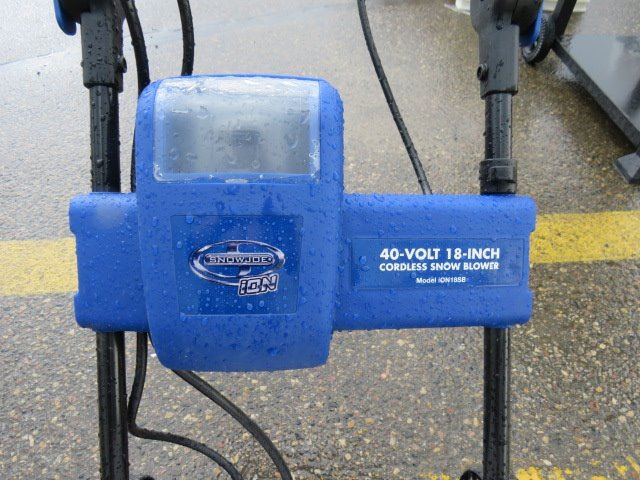 SNOWJOE
iON
40-VOLT 18-INCH
CORDLESS SNOW BLOWER
Model iON18SB